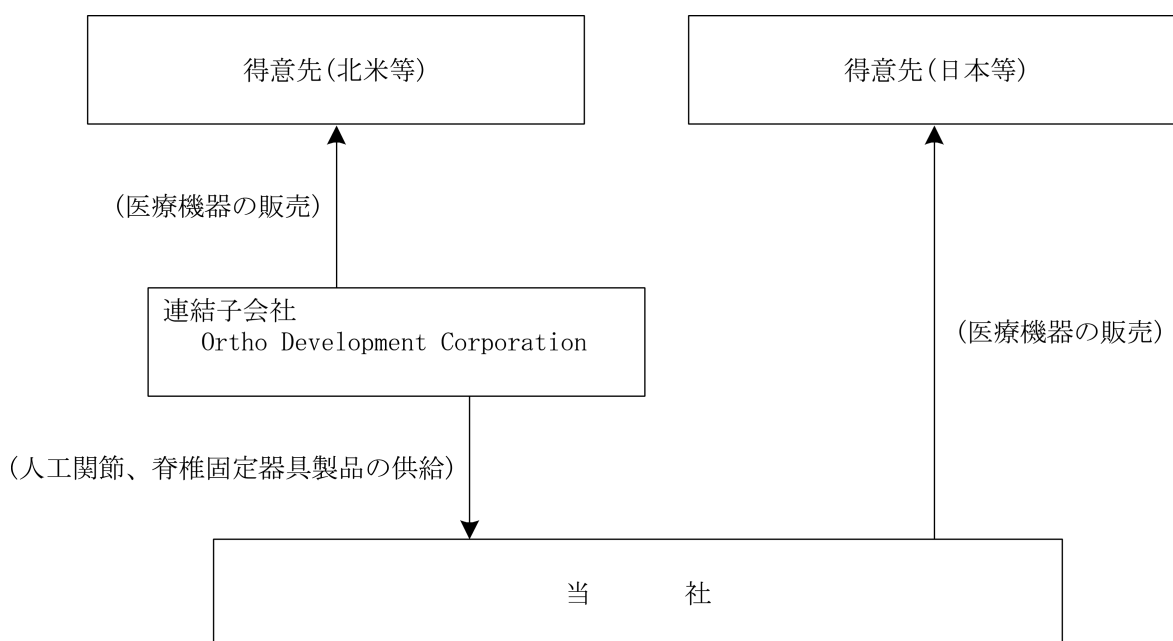 得意先(北米等)
得意先(日本等)
(医療機器の販売)
連結子会社
Ortho Development Corporation
(医療機器の販売)
(人工関節、脊椎固定器具製品の供給)
当　　　社